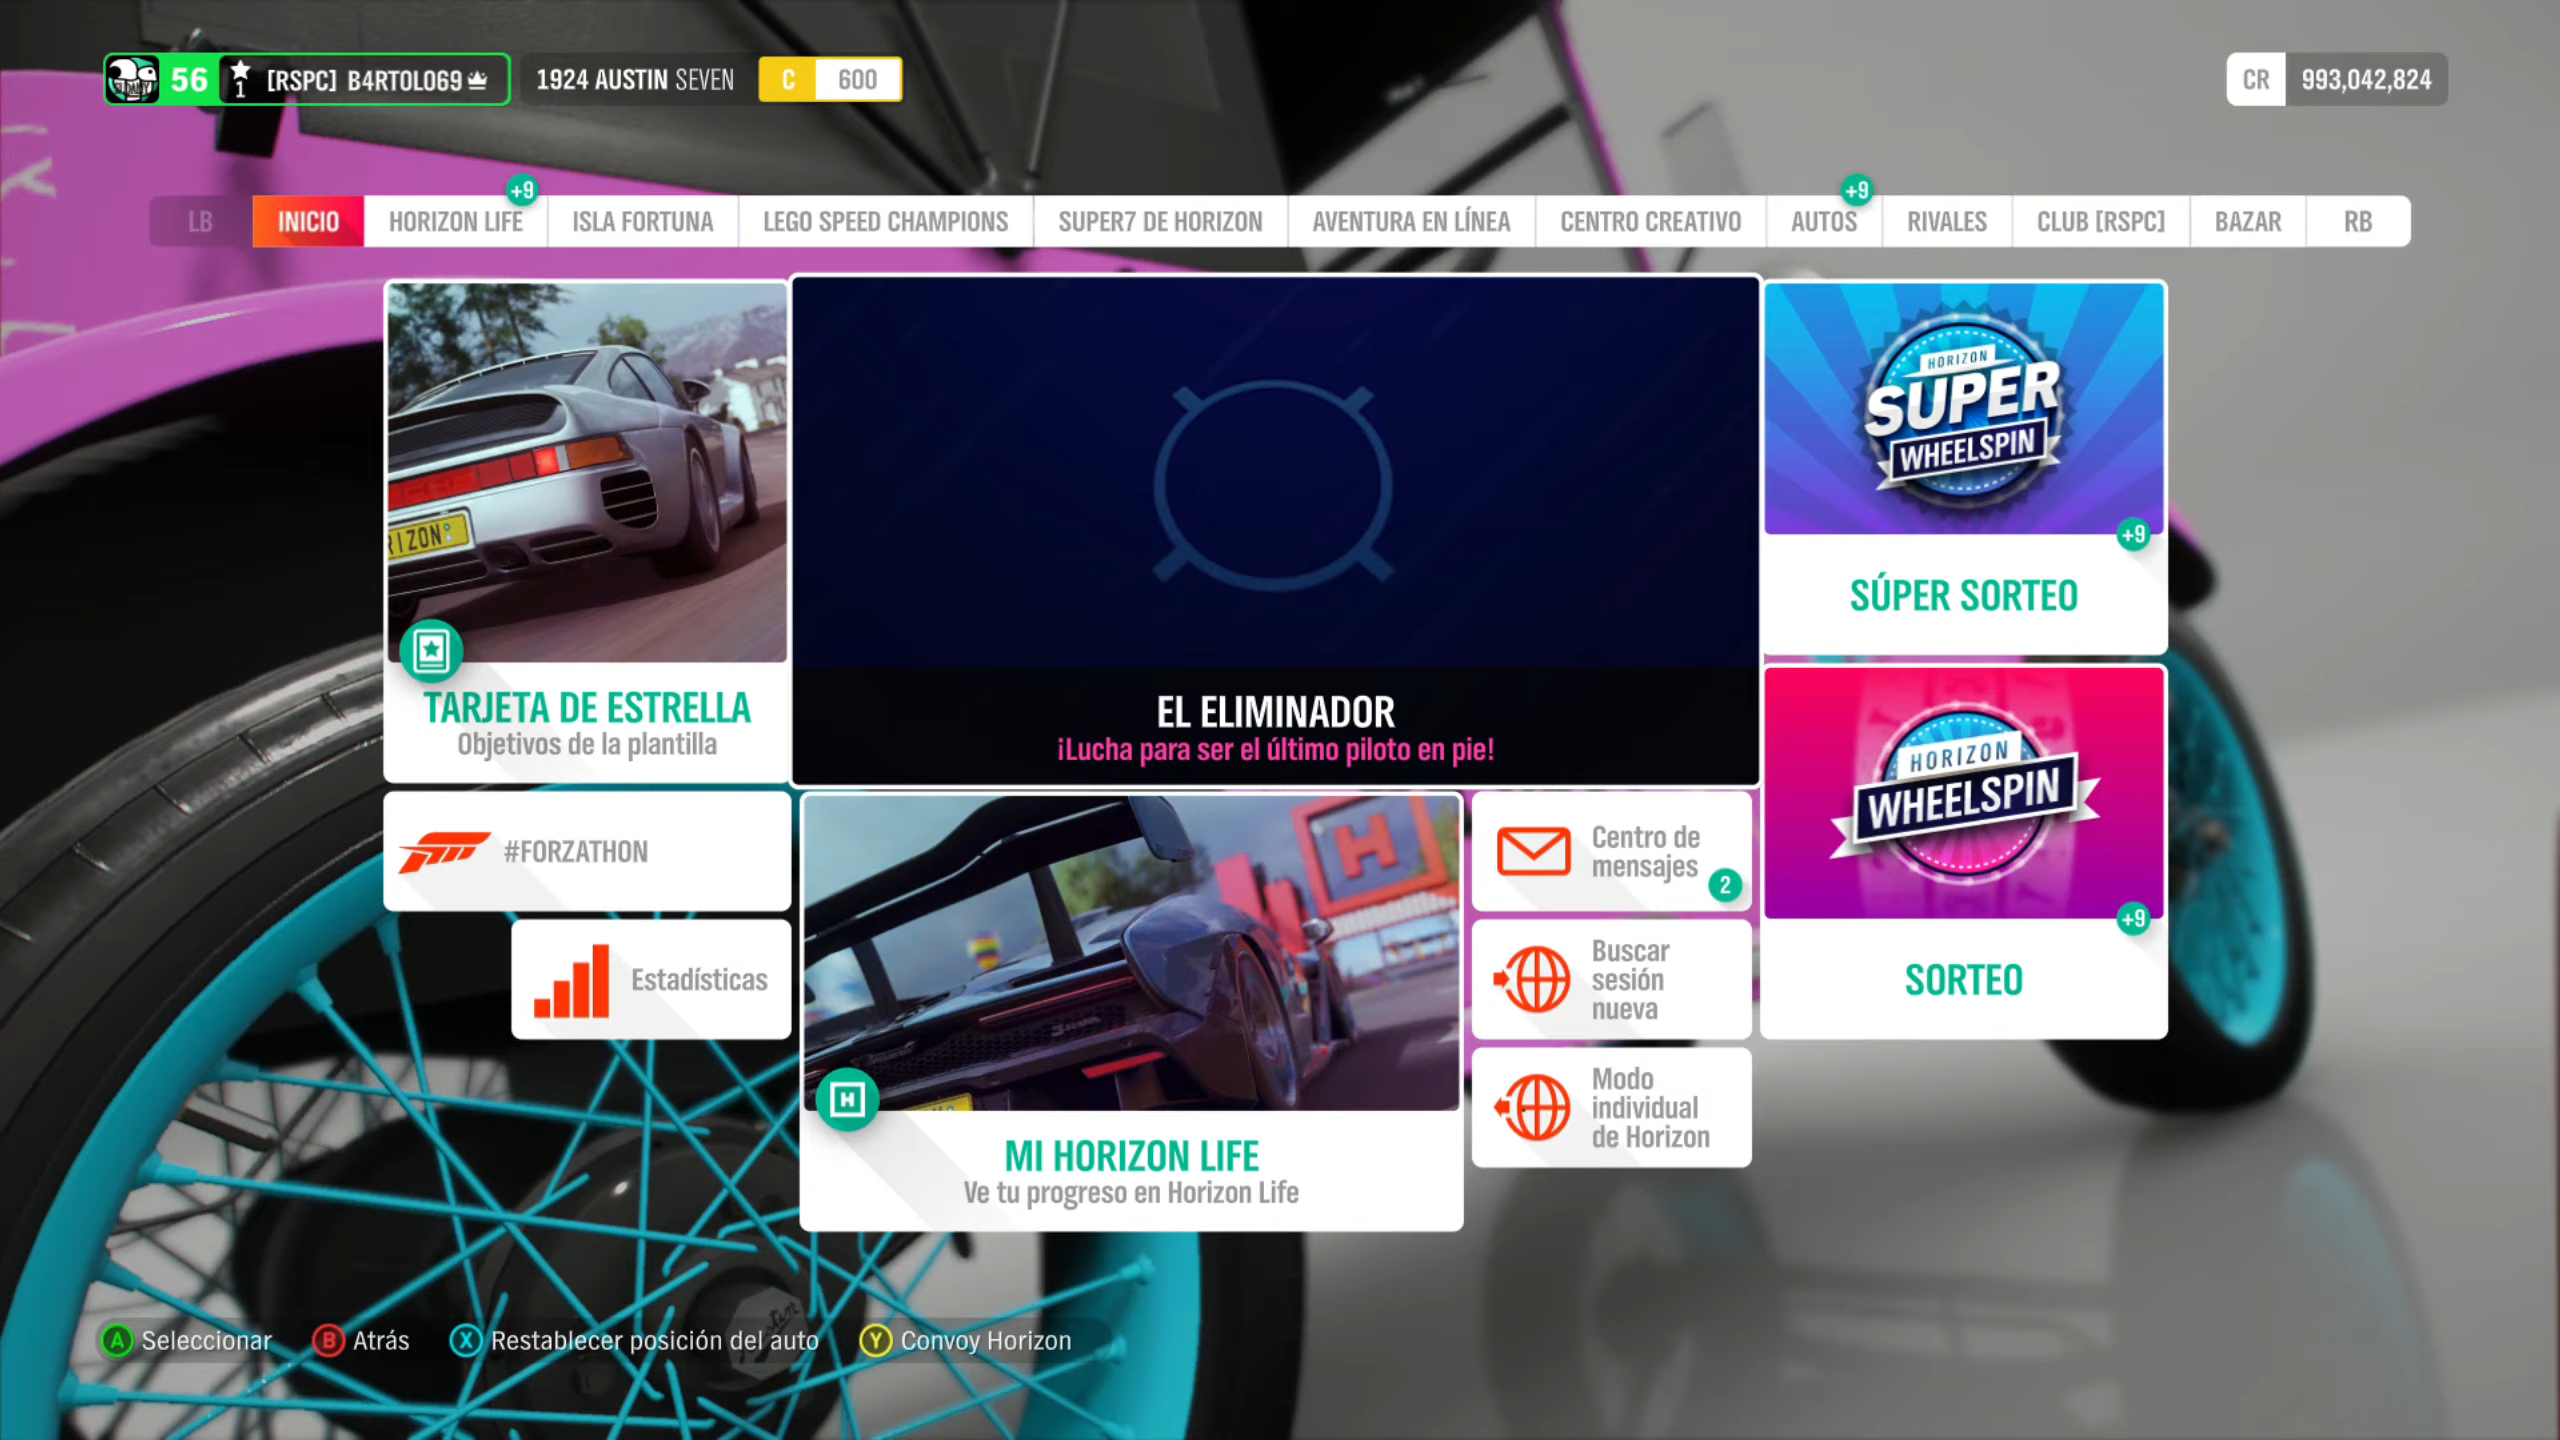 56 1 [RSPC] B4RTOLO69 1924 AUSTIN SEVEN C 600 CR 993,042,824
+9 +9
LB INICIO HORIZON LIFE ISLA FORTUNA LEGO SPEED CHAMPIONS SUPER7 DE HORIZON AVENTURA EN LÍNEA CENTRO CREATIVO AUTOS RIVALES CLUB [RSPC] BAZAR RB
RIZON
TARJETA DE ESTRELLA
Objetivos de la plantilla
EL ELIMINADOR
¡Lucha para ser el último piloto en pie!
HORIZON
SUPER
WHEELSPIN
+9
SÚPER SORTEO
#FORZATHON
Estadísticas
H
H
MI HORIZON LIFE
Ve tu progreso en Horizon Life
Centro de
mensajes
2
Buscar
sesión
nueva
Modo
individual
de Horizon
HORIZON
WHEELSPIN
+9
SORTEO
A Seleccionar B Atrás X Restablecer posición del auto Y Convoy Horizon